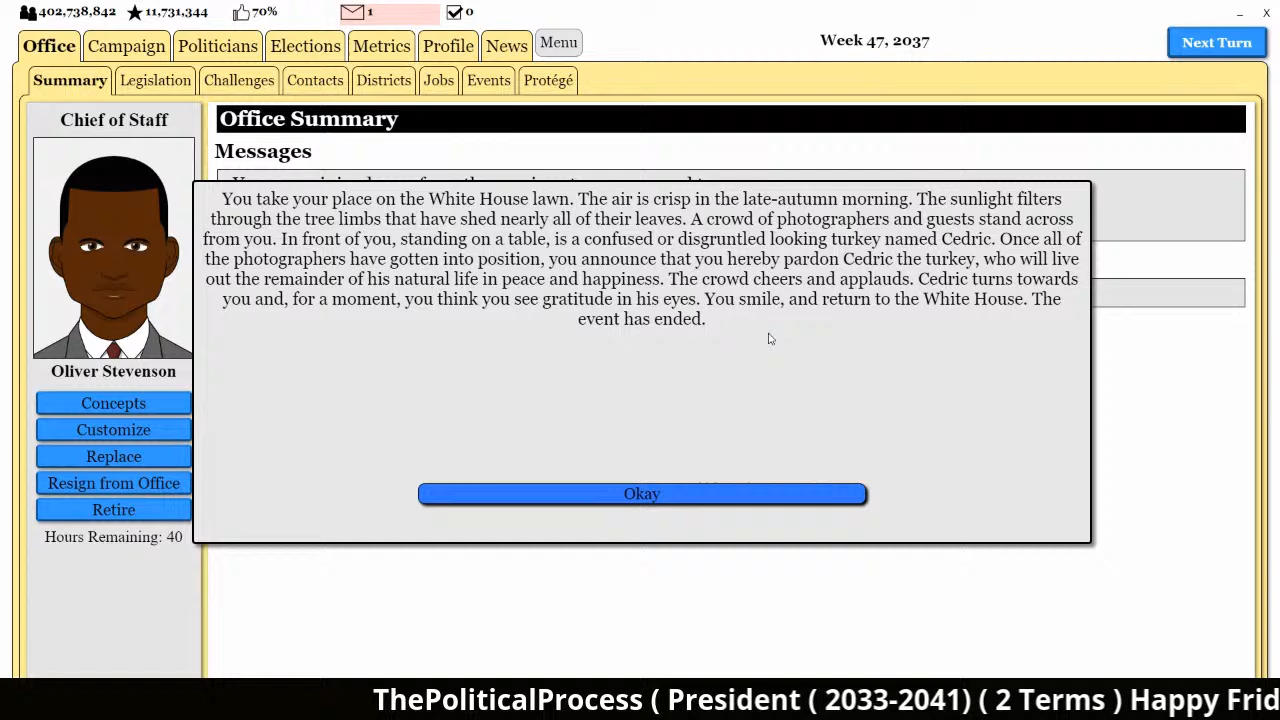 402,738,842 11,731,344 70% 1 0
_ X
Office Campaign Politicians Elections Metrics Profile News Menu
Week 47, 2037
Next Turn
Summary Legislation Challenges Contacts Districts Jobs Events Protégé
Chief of Staff
Office Summary
Messages
You take your place on the White House lawn. The air is crisp in the late-autumn morning. The sunlight filters
through the tree limbs that have shed nearly all of their leaves. A crowd of photographers and guests stand across
from you. In front of you, standing on a table, is a confused or disgruntled looking turkey named Cedric. Once all of
the photographers have gotten into position, you announce that you hereby pardon Cedric the turkey, who will live
out the remainder of his natural life in peace and happiness. The crowd cheers and applauds. Cedric turns towards
you and, for a moment, you think you see gratitude in his eyes. You smile, and return to the White House. The
event has ended.
Okay
Oliver Stevenson
Concepts
Customize
Replace
Resign from Office
Retire
Hours Remaining: 40
ThePoliticalProcess ( President ( 2033-2041) ( 2 Terms ) Happy Frid